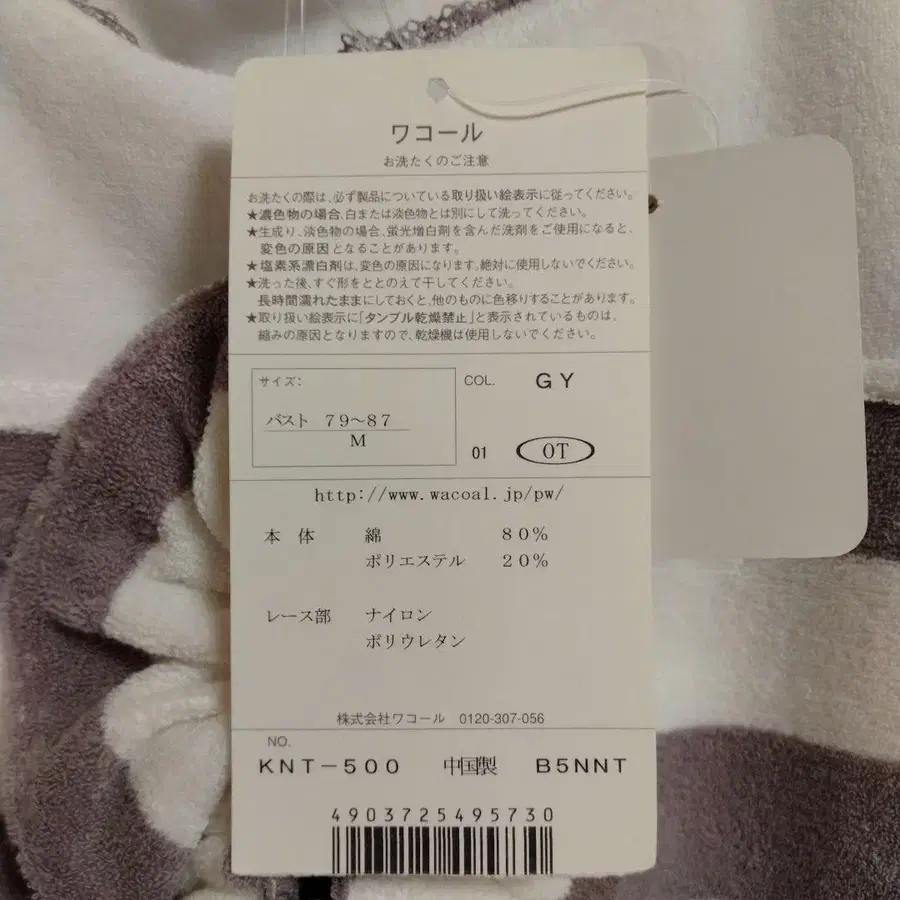 ワコール
お洗たくのご注意
お洗たくの際は、必ず製品についている取り扱い絵表示に従ってください。
★濃色物の場合、白または淡色物とは別にして洗ってください。
★生成り、淡色物の場合、蛍光増白剤を含んだ洗剤をご使用になると、
変色の原因となることがあります。
★塩素系漂白剤は、変色の原因になります。絶対に使用しないでください。
★洗った後、すぐ形をととのえて干してください。
長時間濡れたままにしておくと、他のものに色移りすることがあります。
★取り扱い絵表示に「タンブル乾燥禁止」と表示されているものは、
縮みの原因となりますので、乾燥機は使用しないでください。
サイズ:
バスト 79〜87
M
COL. GY
01 OT
http://www.wacoal.jp/pw/
本体 綿 80%
ポリエステル 20%
レース部 ナイロン
ポリウレタン
株式会社ワコール 0120-307-056
NO.
KNT-500 中国製 B5NNT
4903725495730